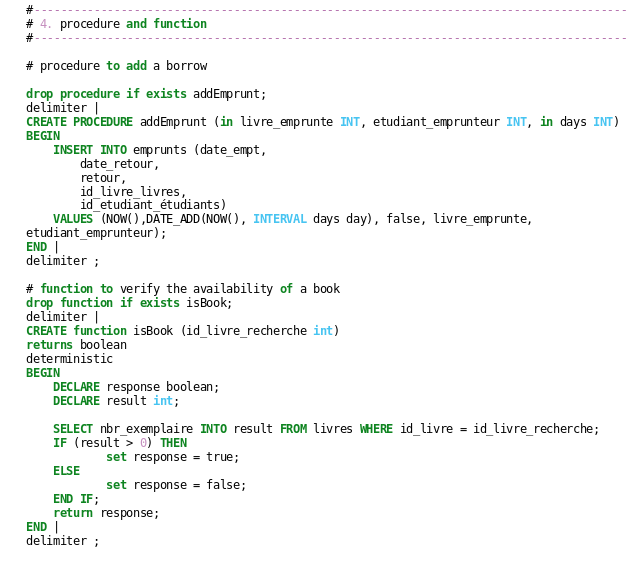 #-----------------------------------------------------------------------------------------
# 4. procedure and function
#-----------------------------------------------------------------------------------------
# procedure to add a borrow
drop procedure if exists addEmprunt;
delimiter |
CREATE PROCEDURE addEmprunt (in livre_emprunte INT, etudiant_emprunteur INT, in days INT)
BEGIN
    INSERT INTO emprunts (date_empt,
        date_retour,
        retour,
        id_livre_livres,
        id_etudiant_étudiants)
    VALUES (NOW(),DATE_ADD(NOW(), INTERVAL days day), false, livre_emprunte,
etudiant_emprunteur);
END |
delimiter ;
# function to verify the availability of a book
drop function if exists isBook;
delimiter |
CREATE function isBook (id_livre_recherche int)
returns boolean
deterministic
BEGIN
    DECLARE response boolean;
    DECLARE result int;
    SELECT nbr_exemplaire INTO result FROM livres WHERE id_livre = id_livre_recherche;
    IF (result > 0) THEN
            set response = true;
    ELSE
            set response = false;
    END IF;
    return response;
END |
delimiter ;